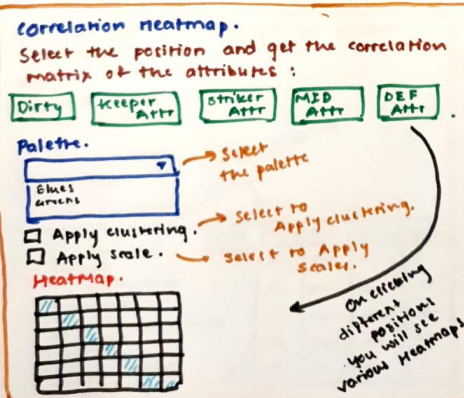 Correlation Heatmap.
Select the position and get the correlation
matrix of the attributes :
Dirty
Keeper Attr
Striker Attr
MID Attr
DEF Attr
Palette.
Select
the palette
Blues
Greens
Apply clustering.
Select to
Apply clustering.
Apply scale.
Select to Apply
Scales.
HeatMap.
On clicking
different
positions
you will see
various Heatmaps